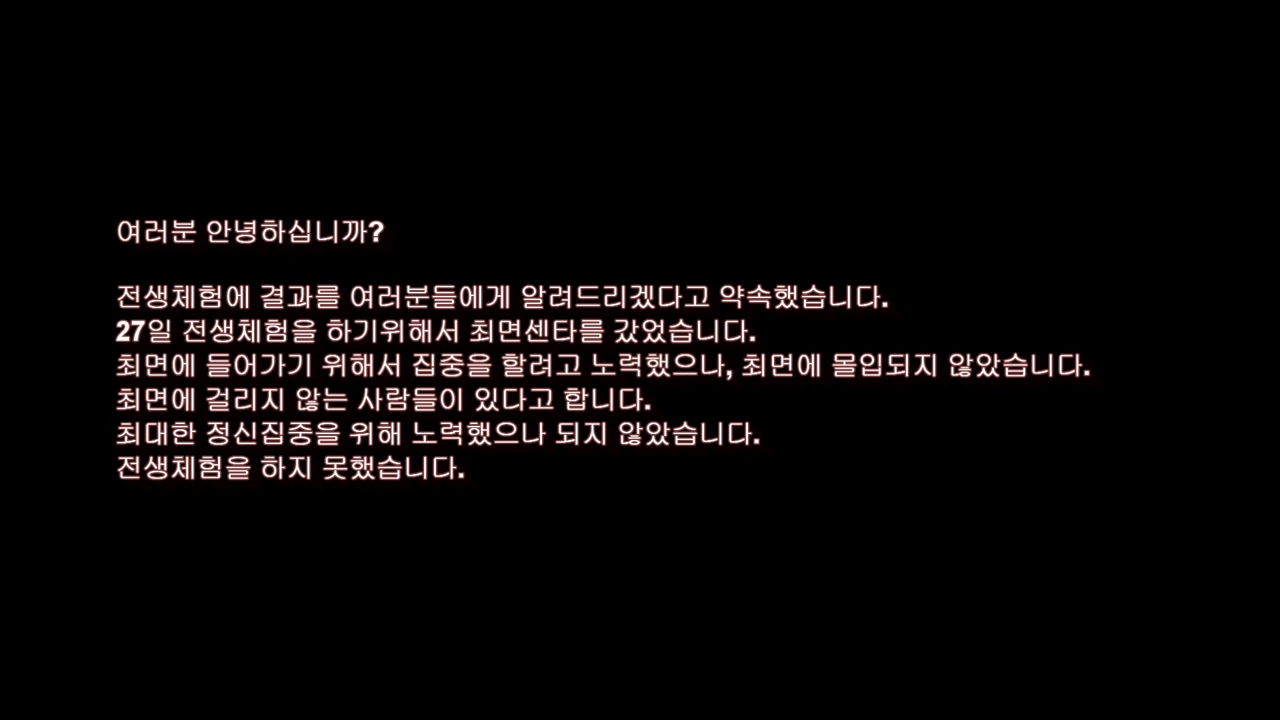 여러분 안녕하십니까?
전생체험에 결과를 여러분들에게 알려드리겠다고 약속했습니다.
27일 전생체험을 하기위해서 최면센타를 갔었습니다.
최면에 들어가기 위해서 집중을 할려고 노력했으나, 최면에 몰입되지 않았습니다.
최면에 걸리지 않는 사람들이 있다고 합니다.
최대한 정신집중을 위해 노력했으나 되지 않았습니다.
전생체험을 하지 못했습니다.